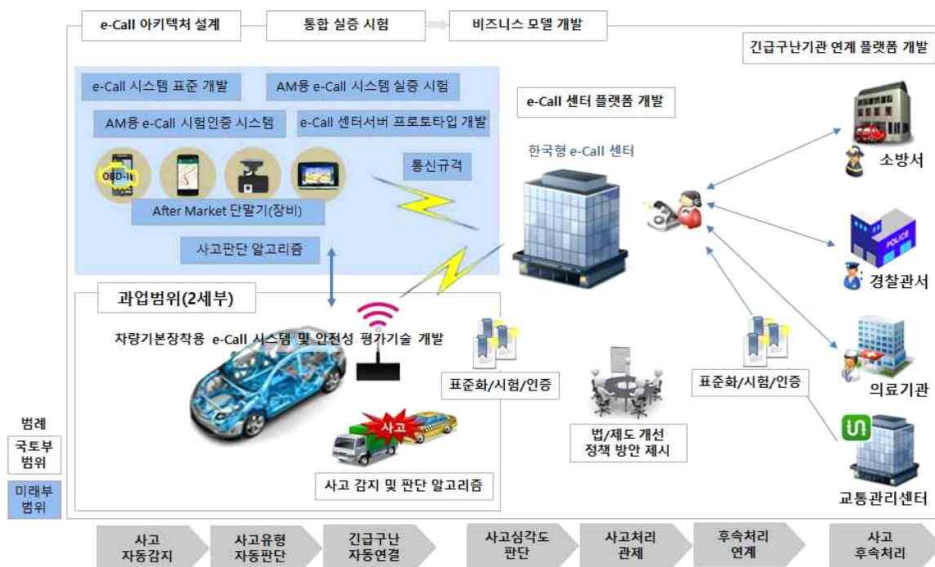 e-Call 아키텍처 설계
통합 실증 시험
비즈니스 모델 개발
긴급구난기관 연계 플랫폼 개발
e-Call 시스템 표준 개발
AM용 e-Call 시스템 실증 시험
AM용 e-Call 시험인증 시스템
e-Call 센터서버 프로토타입 개발
e-Call 센터 플랫폼 개발
한국형 e-Call 센터
통신규격
OBD-II
After Market 단말기(장비)
사고판단 알고리즘
소방서
POLICE
경찰관서
과업범위(2세부)
차량기본장착용 e-Call 시스템 및 안전성 평가기술 개발
표준화/시험/인증
표준화/시험/인증
의료기관
사고
법/제도 개선
정책 방안 제시
사고 감지 및 판단 알고리즘
교통관리센터
범례
국토부
범위
미래부
범위
사고
자동감지
사고유형
자동판단
긴급구난
자동연결
사고심각도
판단
사고처리
관제
후속처리
연계
사고
후속처리